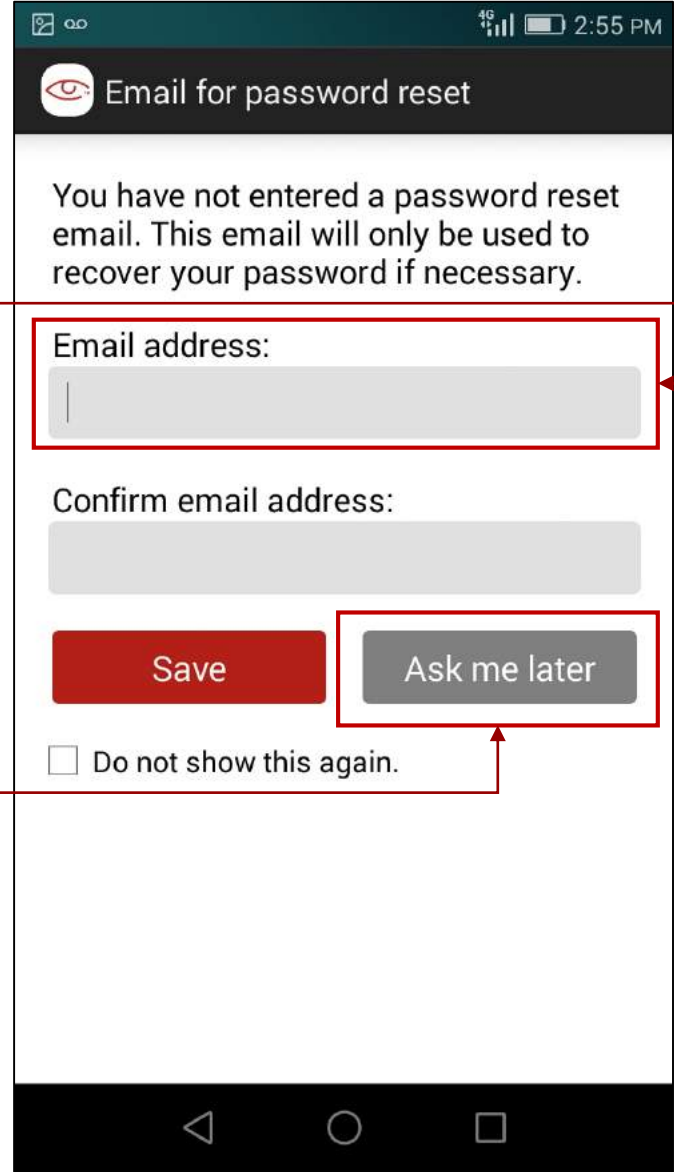 4G 2:55 PM
Email for password reset
You have not entered a password reset
email. This email will only be used to
recover your password if necessary.
Email address:
Confirm email address:
Save Ask me later
Do not show this again.